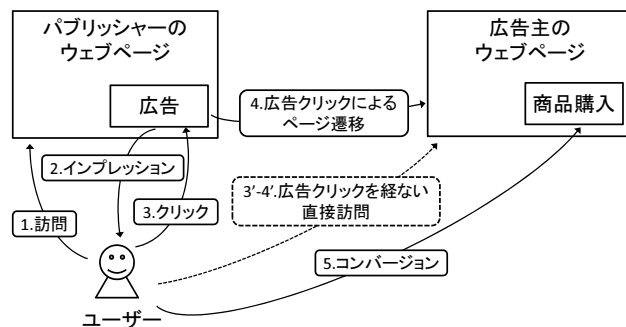 パブリッシャーの
ウェブページ
広告
広告主の
ウェブページ
商品購入
4.広告クリックによる
ページ遷移
2.インプレッション
3.クリック
1.訪問
3'-4'.広告クリックを経ない
直接訪問
5.コンバージョン
ユーザー